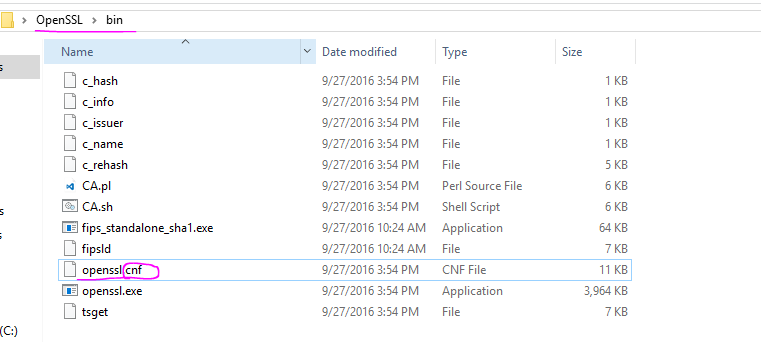 OpenSSL > bin
Name Date modified Type Size
c_hash 9/27/2016 3:54 PM File 1 KB
c_info 9/27/2016 3:54 PM File 1 KB
c_issuer 9/27/2016 3:54 PM File 1 KB
c_name 9/27/2016 3:54 PM File 1 KB
c_rehash 9/27/2016 3:54 PM File 5 KB
CA.pl 9/27/2016 3:54 PM Perl Source File 6 KB
CA.sh 9/27/2016 3:54 PM Shell Script 6 KB
fips_standalone_sha1.exe 9/27/2016 10:24 AM Application 64 KB
fipsld 9/27/2016 10:24 AM File 7 KB
openssl.cnf 9/27/2016 3:54 PM CNF File 11 KB
openssl.exe 9/27/2016 3:54 PM Application 3,964 KB
tsget 9/27/2016 3:54 PM File 7 KB
(C:)